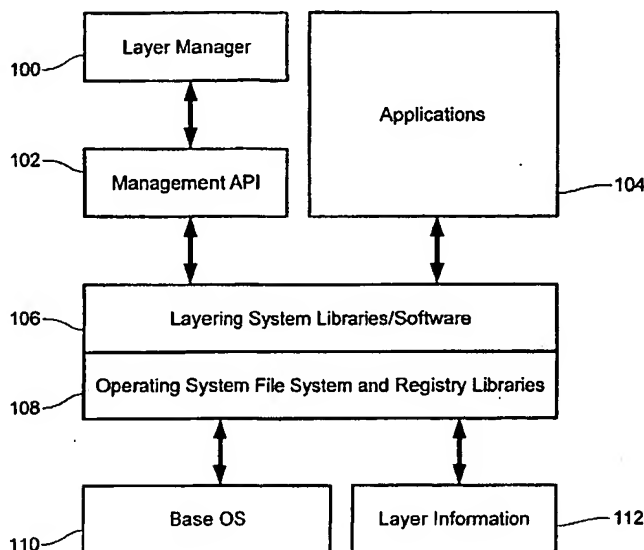 Layer Manager
100
Applications
102
Management API
104
106
Layering System Libraries/Software
Operating System File System and Registry Libraries
108
Base OS
Layer Information
112
110